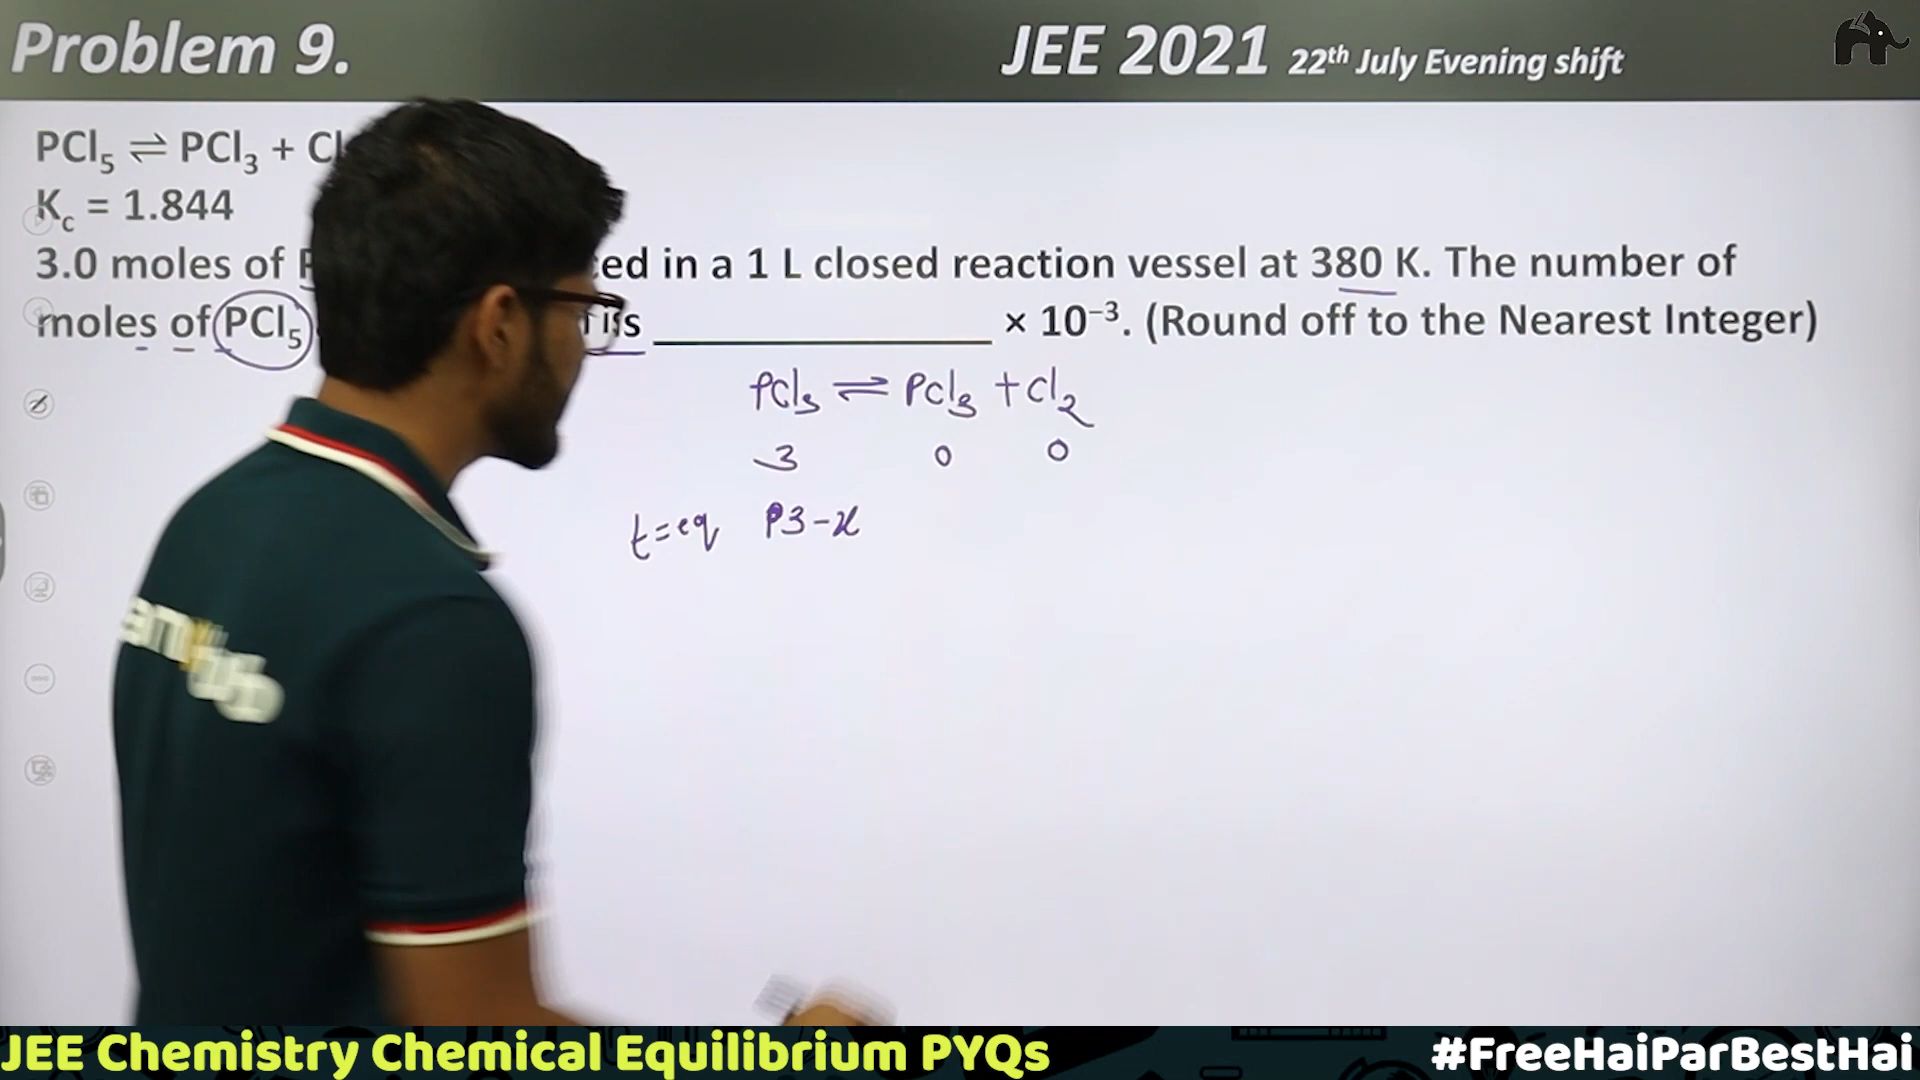 Problem 9.
JEE 2021 22th July Evening shift
PCl5 ⇌ PCl3 + Cl
Kc = 1.844
3.0 moles of ed in a 1 L closed reaction vessel at 380 K. The number of
moles of PCl5 is × 10⁻³. (Round off to the Nearest Integer)
PCl5 ⇌ PCl3 + Cl2
3 0 0
t=eq 3-x
JEE Chemistry Chemical Equilibrium PYQs
#FreeHaiParBestHai